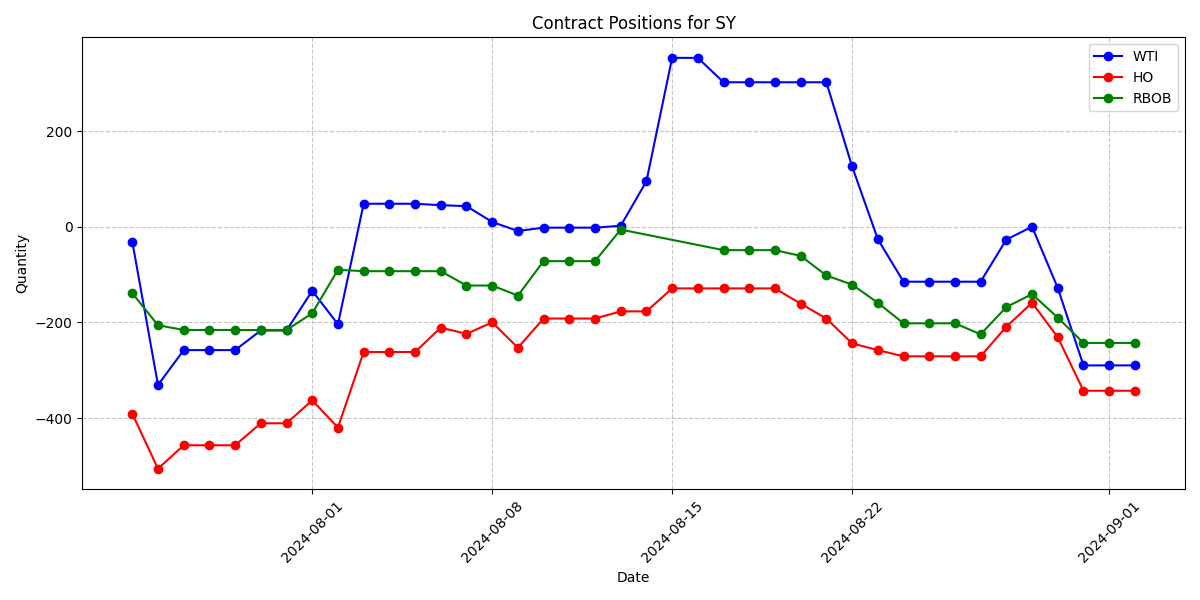 Contract Positions for SY
WTI
HO
RBOB
Quantity
200
0
−200
−400
2024-08-01
2024-08-08
2024-08-15
2024-08-22
2024-09-01
Date